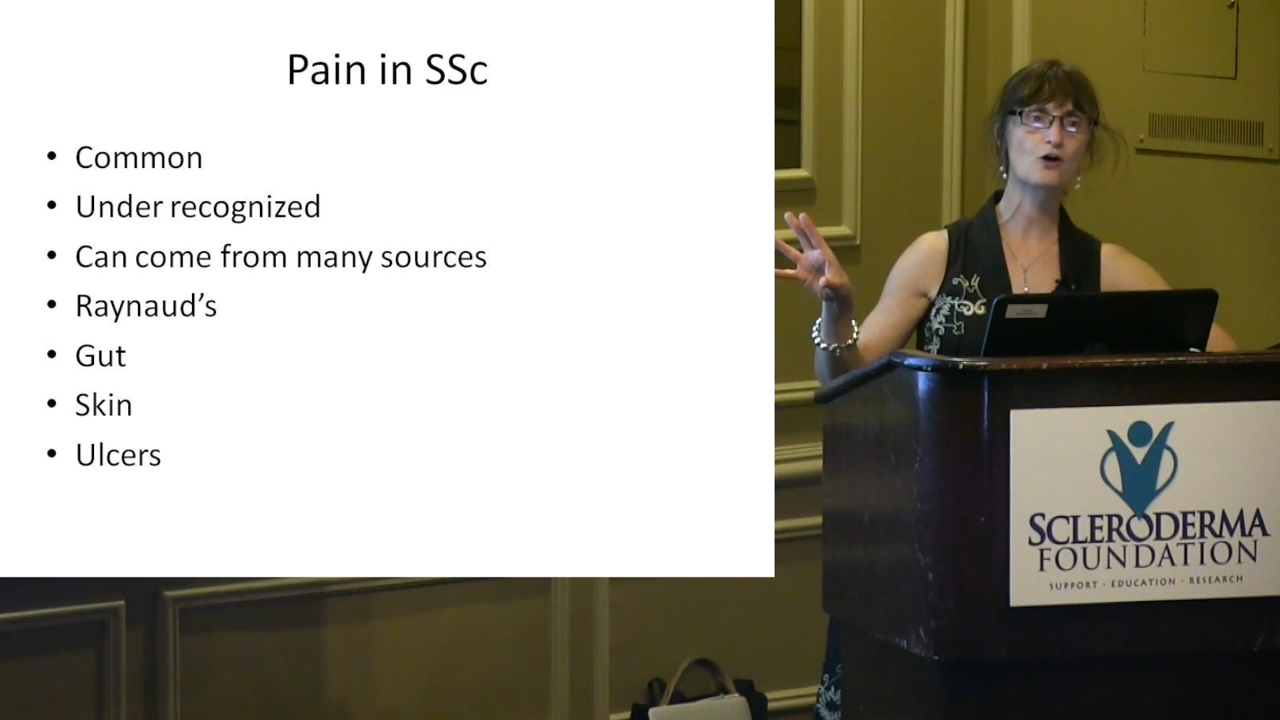 Pain in SSc
• Common
• Under recognized
• Can come from many sources
• Raynaud’s
• Gut
• Skin
• Ulcers
SCLERODERMA
FOUNDATION
SUPPORT · EDUCATION · RESEARCH